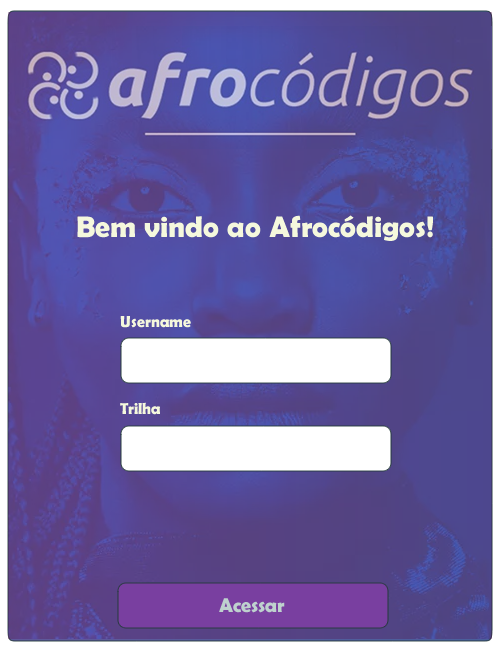 afrocódigos
Bem vindo ao Afrocódigos!
Username
Trilha
Acessar